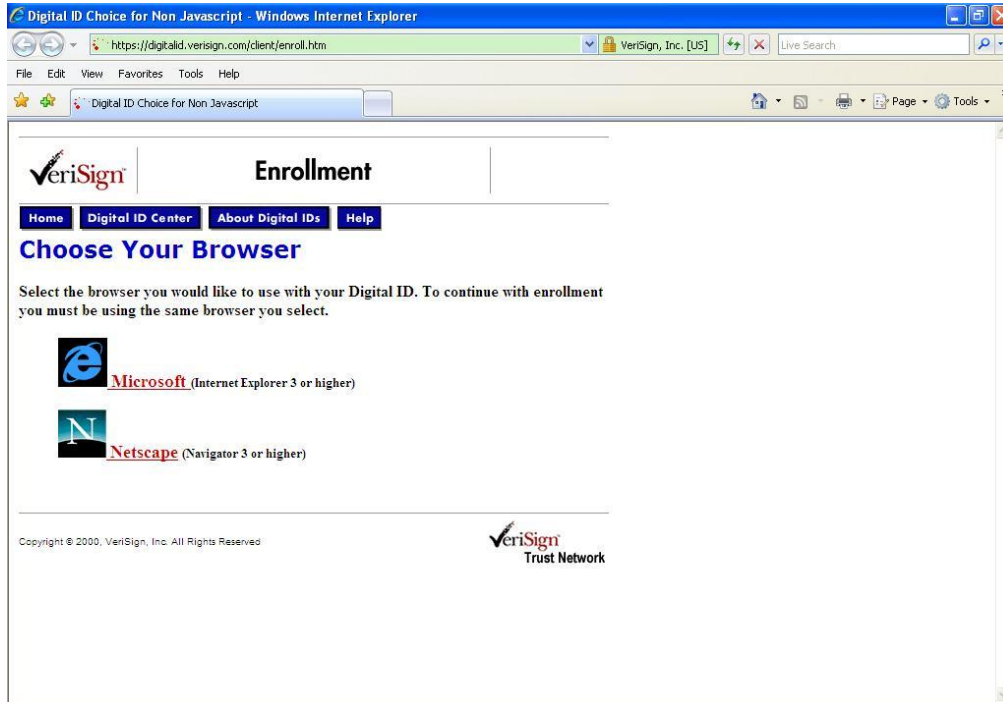 Digital ID Choice for Non Javascript - Windows Internet Explorer
https://digitalid.verisign.com/client/enroll.htm
VeriSign, Inc. [US]
Live Search
File Edit View Favorites Tools Help
Digital ID Choice for Non Javascript
Page
Tools
VeriSign
Enrollment
Home
Digital ID Center
About Digital IDs
Help
Choose Your Browser
Select the browser you would like to use with your Digital ID. To continue with enrollment
you must be using the same browser you select.
Microsoft (Internet Explorer 3 or higher)
N
Netscape (Navigator 3 or higher)
Copyright © 2000, VeriSign, Inc. All Rights Reserved
VeriSign
Trust Network